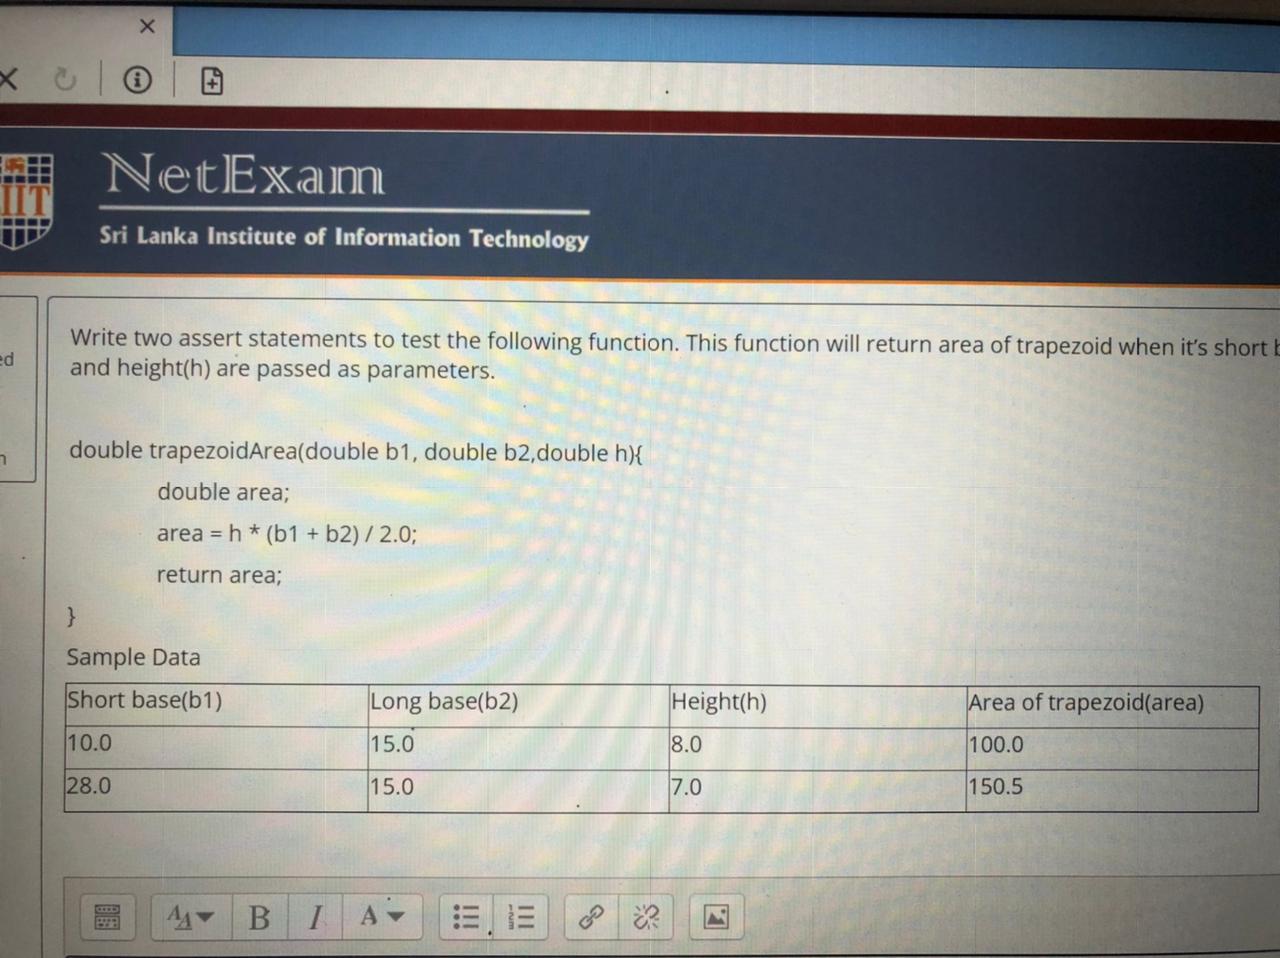 NetExam
IIT
Sri Lanka Institute of Information Technology
Write two assert statements to test the following function. This function will return area of trapezoid when it's short
and height(h) are passed as parameters.
double trapezoidArea(double b1, double b2,double h){
double area;
area = h * (b1 + b2) / 2.0;
return area;
}
Sample Data
Short base(b1) Long base(b2) Height(h) Area of trapezoid(area)
10.0 15.0 8.0 100.0
28.0 15.0 7.0 150.5